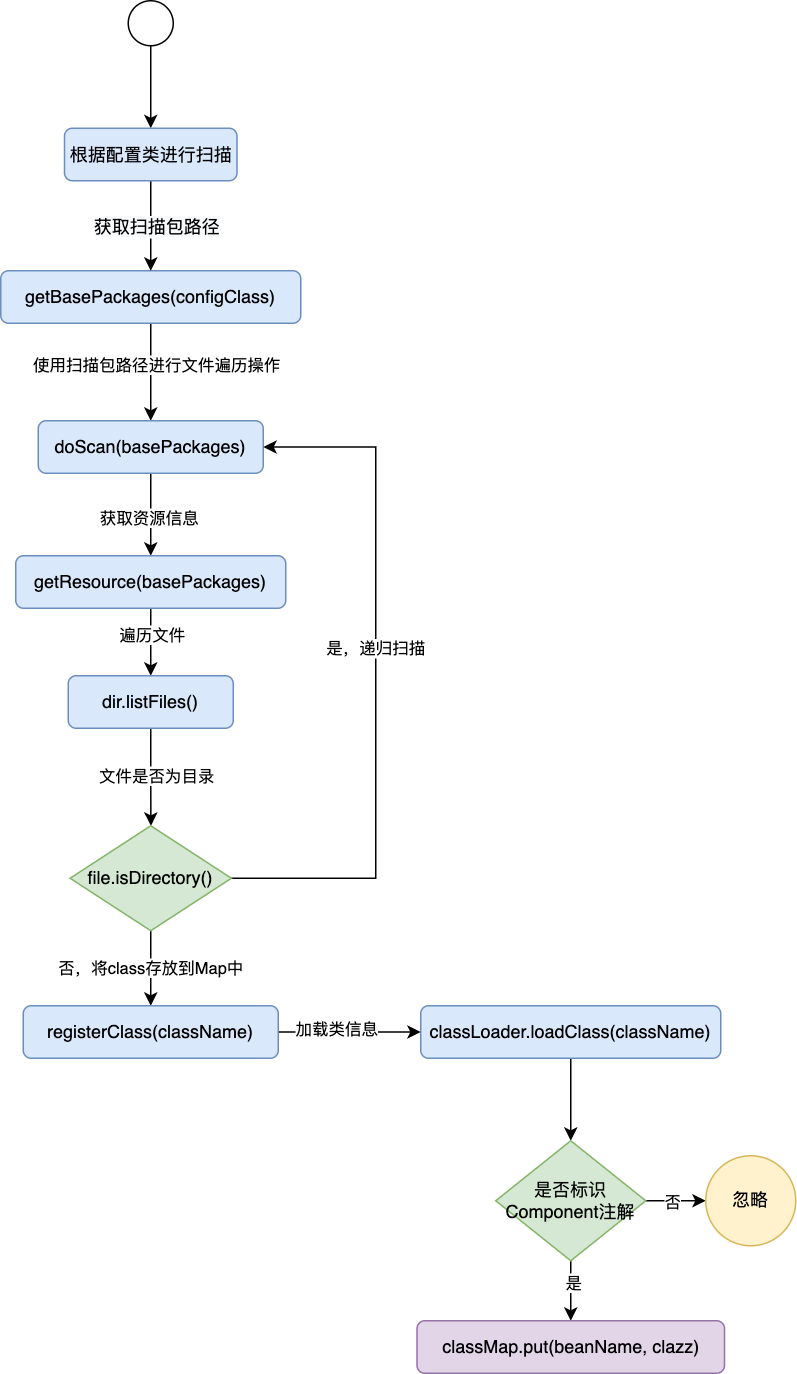 根据配置类进行扫描
获取扫描包路径
getBasePackages(configClass)
使用扫描包路径进行文件遍历操作
doScan(basePackages)
获取资源信息
getResource(basePackages)
遍历文件
是，递归扫描
dir.listFiles()
文件是否为目录
file.isDirectory()
否，将class存放到Map中
registerClass(className)
加载类信息
classLoader.loadClass(className)
是否标识
Component注解
否
忽略
是
classMap.put(beanName, clazz)